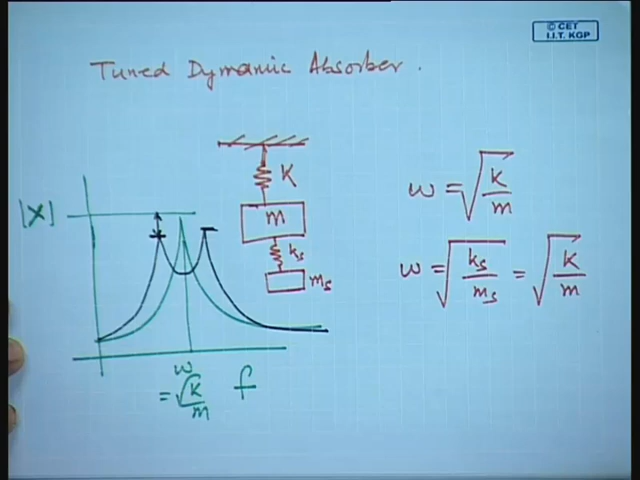 © CET
I.I.T. KGP
Tuned Dynamic Absorber.
K
m
ks
ms
|X|
ω
= √K/m
f
ω = √K/m
ω = √ks/ms = √K/m